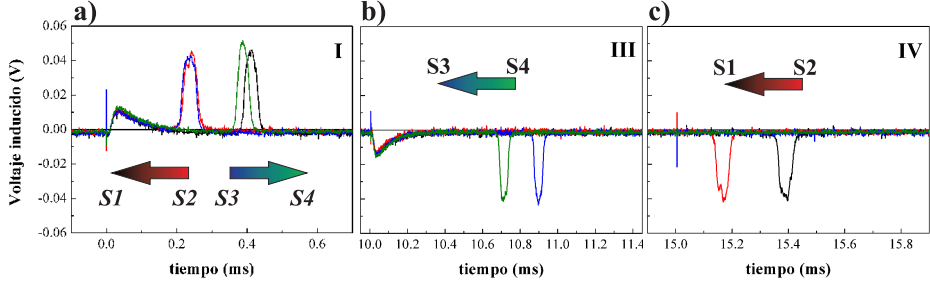 a)
b)
c)
Voltaje inducido (V)
0.06
0.04
0.02
0.00
-0.02
-0.04
-0.06
I
S1
S2
S3
S4
0.0
0.2
0.4
0.6
tiempo (ms)
III
S3
S4
10.0
10.2
10.4
10.6
10.8
11.0
11.2
11.4
tiempo (ms)
IV
S1
S2
15.0
15.2
15.4
15.6
15.8
tiempo (ms)